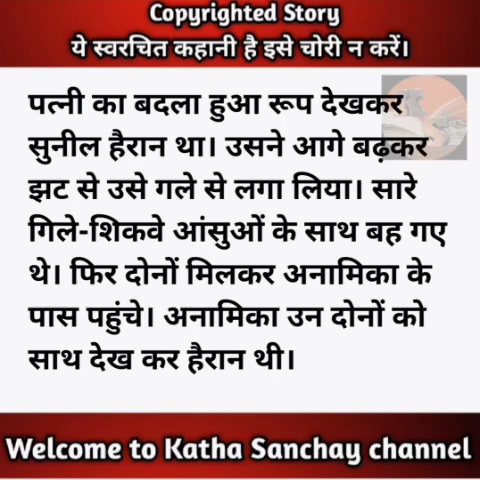 Copyrighted Story
ये स्वरचित कहानी है इसे चोरी न करें।
पत्नी का बदला हुआ रूप देखकर
सुनील हैरान था। उसने आगे बढ़कर
झट से उसे गले से लगा लिया। सारे
गिले-शिकवे आंसुओं के साथ बह गए
थे। फिर दोनों मिलकर अनामिका के
पास पहुंचे। अनामिका उन दोनों को
साथ देख कर हैरान थी।
Welcome to Katha Sanchay channel